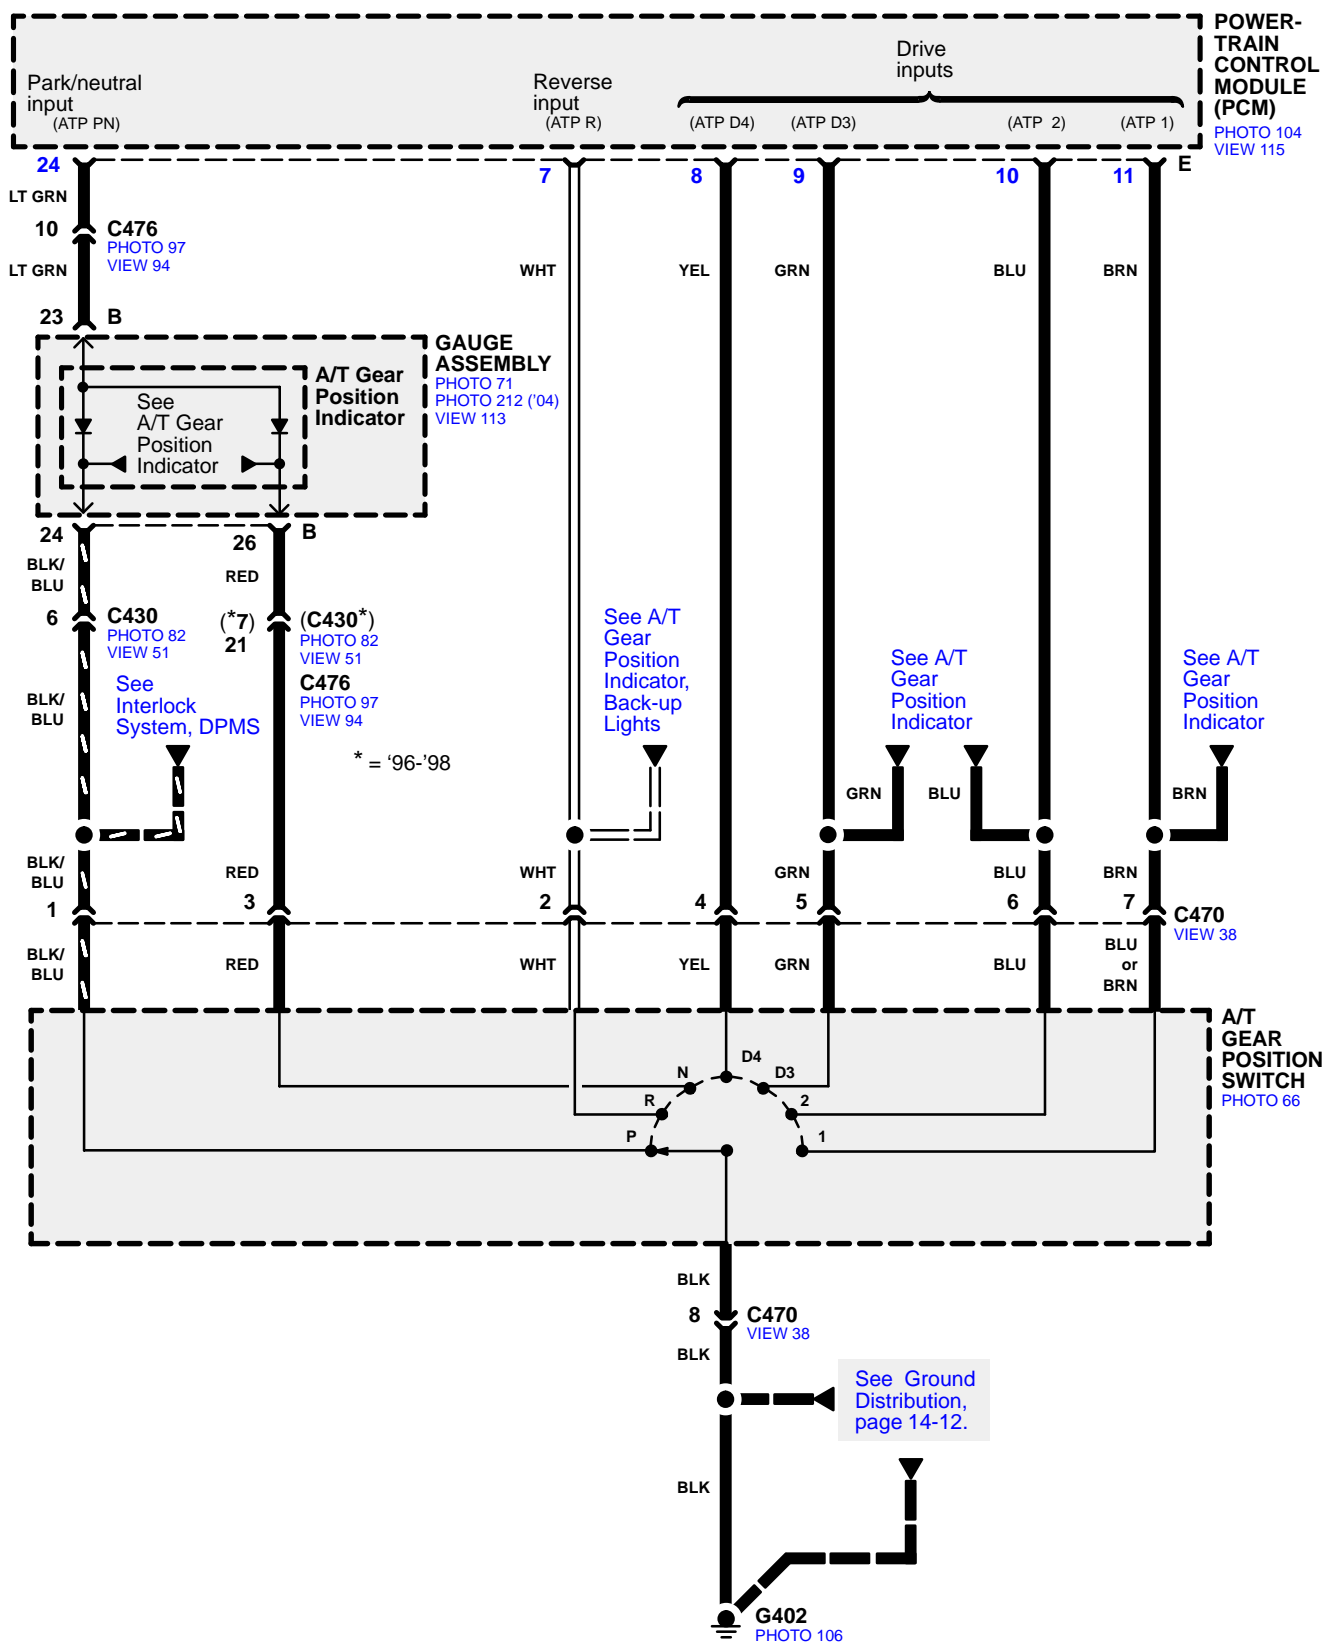 POWER-
TRAIN
CONTROL
MODULE
(PCM)
PHOTO 104
VIEW 115
Drive
inputs
Park/neutral
input
(ATP PN)
Reverse
input
(ATP R)
(ATP D4)
(ATP D3)
(ATP 2)
(ATP 1)
24
7
8
9
10
11
E
LT GRN
10
C476
PHOTO 97
VIEW 94
LT GRN
WHT
YEL
GRN
BLU
BRN
23
B
GAUGE
ASSEMBLY
PHOTO 71
PHOTO 212 ('04)
VIEW 113
A/T Gear
Position
Indicator
See
A/T Gear
Position
Indicator
24
26
B
BLK/
BLU
RED
6
C430
PHOTO 82
VIEW 51
(*7)
21
(C430*)
PHOTO 82
VIEW 51
C476
PHOTO 97
VIEW 94
* = '96-'98
BLK/
BLU
See
Interlock
System, DPMS
See A/T
Gear
Position
Indicator,
Back-up
Lights
See A/T
Gear
Position
Indicator
See A/T
Gear
Position
Indicator
GRN
BLU
BRN
BLK/
BLU
RED
WHT
GRN
BLU
BRN
1
3
2
4
5
6
7
C470
VIEW 38
BLK/
BLU
RED
WHT
YEL
GRN
BLU
BLU
or
BRN
A/T
GEAR
POSITION
SWITCH
PHOTO 66
D4
N
D3
R
2
P
1
BLK
8
C470
VIEW 38
BLK
See Ground
Distribution,
page 14-12.
BLK
G402
PHOTO 106